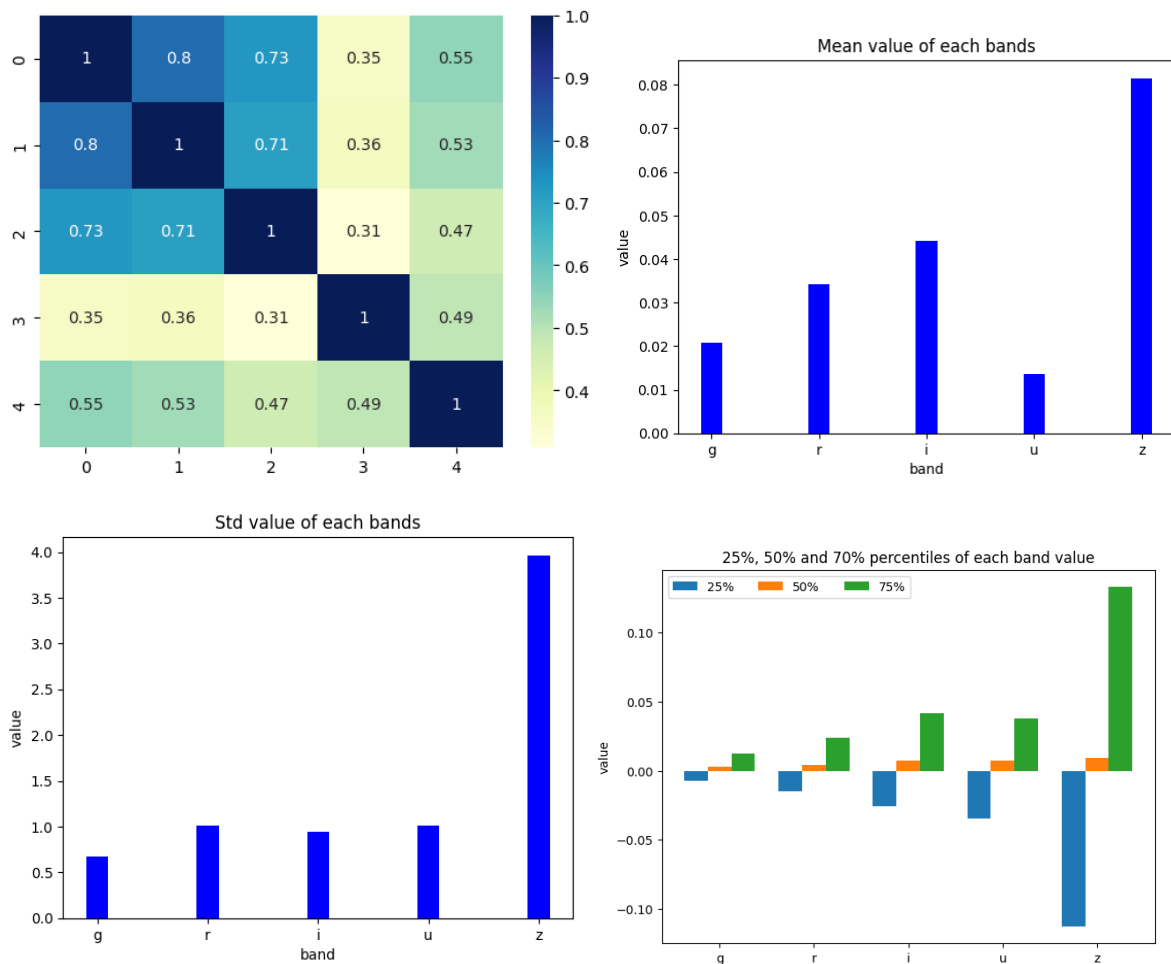 1 0.8 0.73 0.35 0.55
0.8 1 0.71 0.36 0.53
0.73 0.71 1 0.31 0.47
0.35 0.36 0.31 1 0.49
0.55 0.53 0.47 0.49 1
0
1
2
3
4
0 1 2 3 4
1.0
0.9
0.8
0.7
0.6
0.5
0.4
Mean value of each bands
0.08
0.07
0.06
0.05
0.04
0.03
0.02
0.01
0.00
value
g r i u z
band
Std value of each bands
4.0
3.5
3.0
2.5
2.0
1.5
1.0
0.5
0.0
value
g r i u z
band
25%, 50% and 70% percentiles of each band value
25% 50% 75%
0.10
0.05
0.00
−0.05
−0.10
value
g r i u z